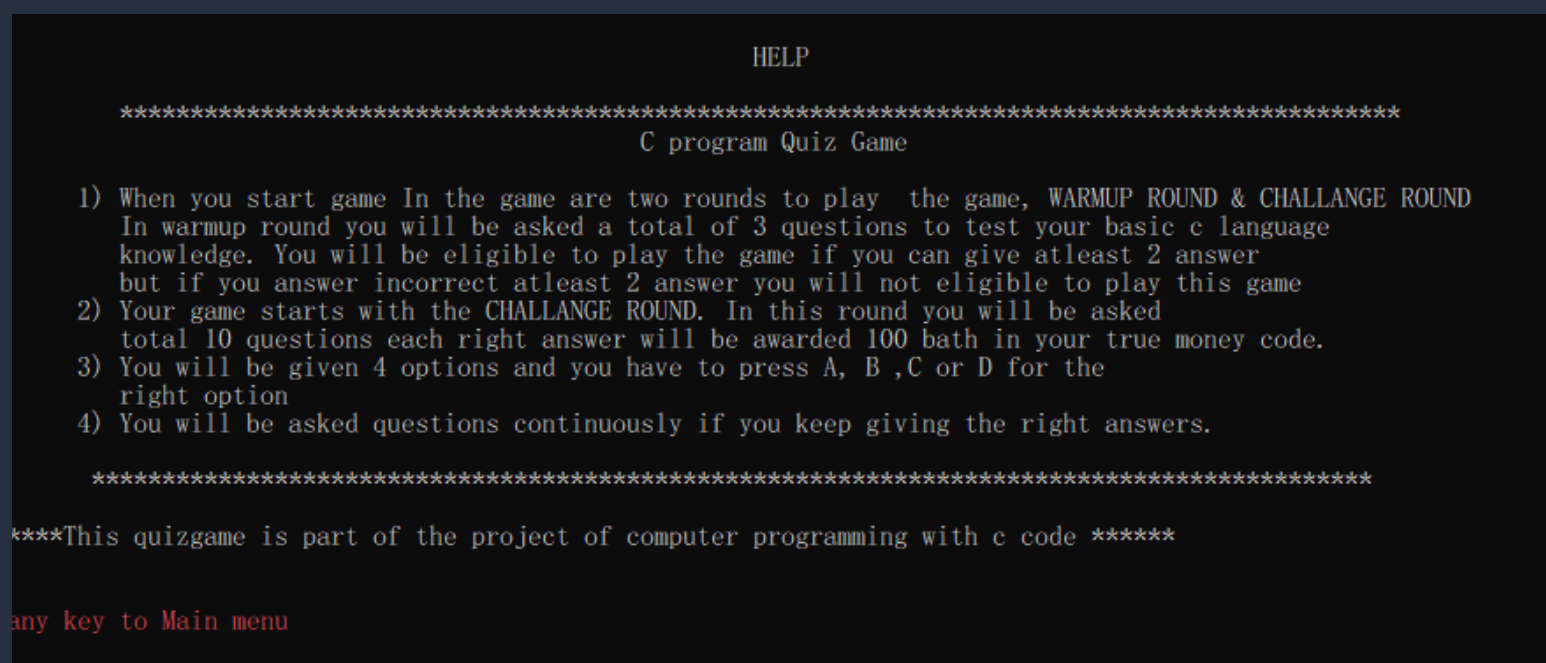 HELP
*******************************************************************************************
C program Quiz Game
1) When you start game In the game are two rounds to play  the game, WARMUP ROUND & CHALLANGE ROUND
In warmup round you will be asked a total of 3 questions to test your basic c language
knowledge. You will be eligible to play the game if you can give atleast 2 answer
but if you answer incorrect atleast 2 answer you will not eligible to play this game
2) Your game starts with the CHALLANGE ROUND. In this round you will be asked
total 10 questions each right answer will be awarded 100 bath in your true money code.
3) You will be given 4 options and you have to press A, B ,C or D for the
right option
4) You will be asked questions continuously if you keep giving the right answers.
*******************************************************************************************
****This quizgame is part of the project of computer programming with c code ******
any key to Main menu